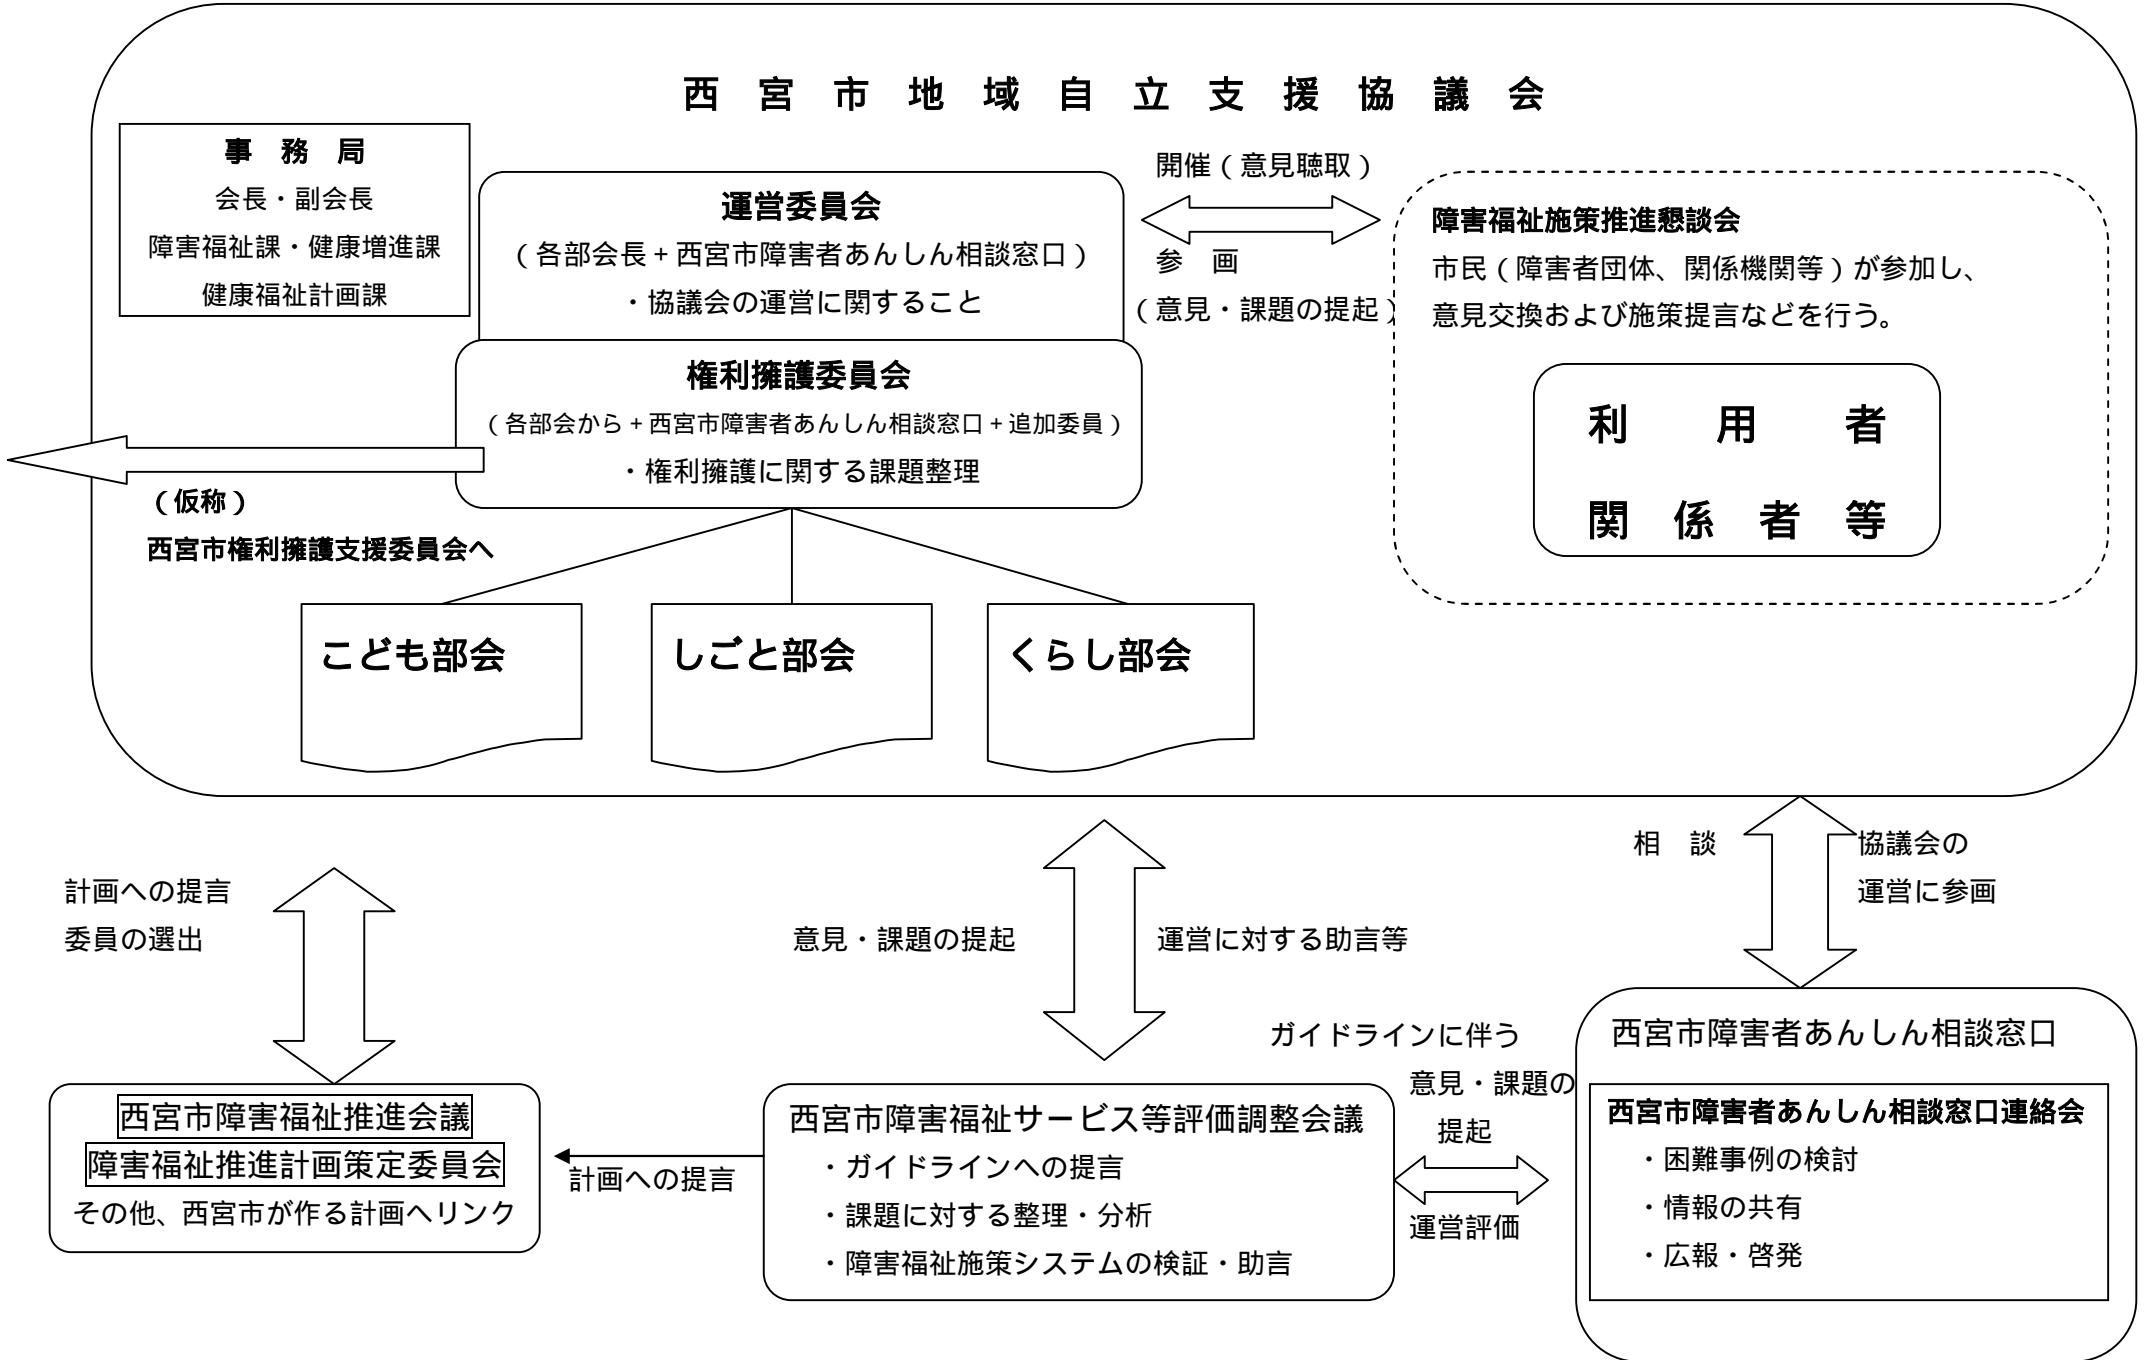 西 宮 市 地 域 自 立 支 援 協 議 会
事 務 局
会長・副会長
障害福祉課・健康増進課
健康福祉計画課
運営委員会
（各部会長＋西宮市障害者あんしん相談窓口）
・協議会の運営に関すること
開催（意見聴取）
参 画
（意見・課題の提起）
障害福祉施策推進懇談会
市民（障害者団体、関係機関等）が参加し、
意見交換および施策提言などを行う。
利 用 者
関 係 者 等
権利擁護委員会
（各部会から＋西宮市障害者あんしん相談窓口＋追加委員）
・権利擁護に関する課題整理
（仮称）
西宮市権利擁護支援委員会へ
こども部会
しごと部会
くらし部会
計画への提言
委員の選出
意見・課題の提起
運営に対する助言等
相 談
協議会の
運営に参画
西宮市障害福祉推進会議
障害福祉推進計画策定委員会
その他、西宮市が作る計画へリンク
計画への提言
西宮市障害福祉サービス等評価調整会議
・ガイドラインへの提言
・課題に対する整理・分析
・障害福祉施策システムの検証・助言
ガイドラインに伴う
意見・課題の
提起
運営評価
西宮市障害者あんしん相談窓口
西宮市障害者あんしん相談窓口連絡会
・困難事例の検討
・情報の共有
・広報・啓発